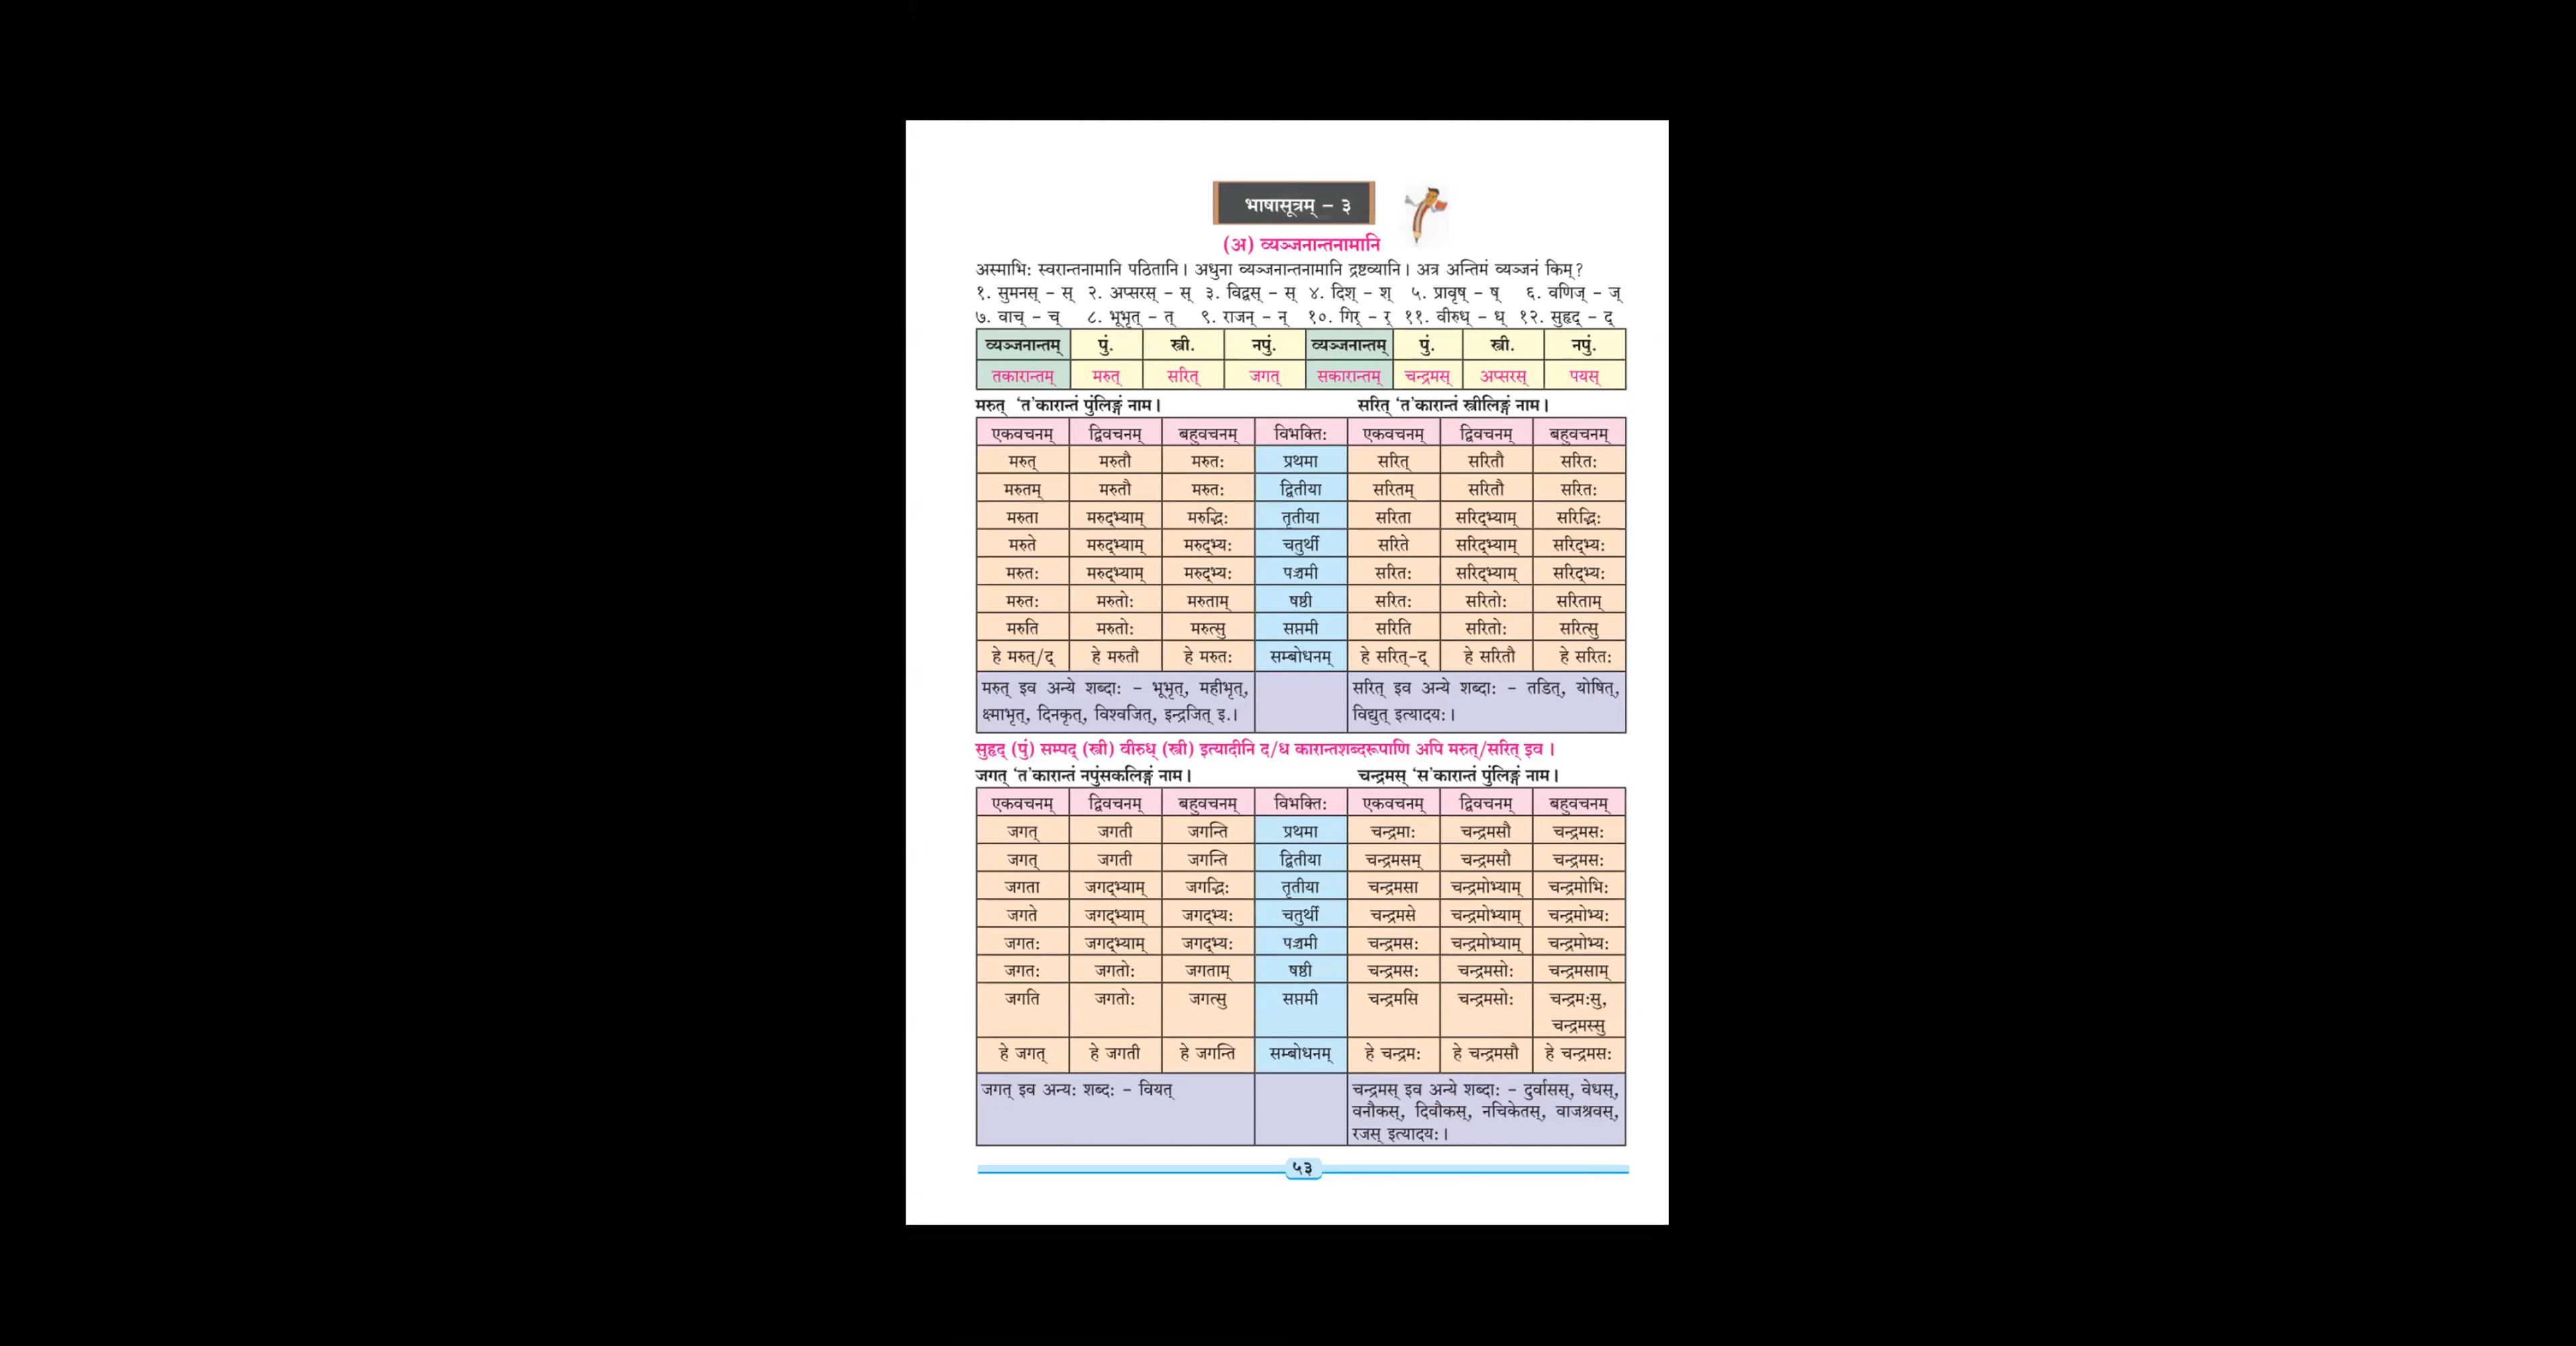 भाषासूत्रम् – ३
(अ) व्यञ्जनान्तनामानि
अस्माभिः स्वरान्तनामानि पठितानि। अधुना व्यञ्जनान्तनामानि द्रष्टव्यानि। अत्र अन्तिमं व्यञ्जनं किम्?
१. सुमनस् – स् २. अप्सरस् – स् ३. विद्वस् – स् ४. दिश् – श् ५. प्रावृष् – ष् ६. वणिज् – ज्
७. वाच् – च् ८. भूभृत् – त् ९. राजन् – न् १०. गिर् – र् ११. वीरुध् – ध् १२. सुहृद् – द्
व्यञ्जनान्तम् पुं. स्त्री. नपुं. व्यञ्जनान्तम् पुं. स्त्री. नपुं.
तकारान्तम् मरुत् सरित् जगत् सकारान्तम् चन्द्रमस् अप्सरस् पयस्
मरुत् ‘त’कारान्तं पुंलिङ्गं नाम। सरित् ‘त’कारान्तं स्त्रीलिङ्गं नाम।
एकवचनम् द्विवचनम् बहुवचनम् विभक्तिः एकवचनम् द्विवचनम् बहुवचनम्
मरुत् मरुतौ मरुतः प्रथमा सरित् सरितौ सरितः
मरुतम् मरुतौ मरुतः द्वितीया सरितम् सरितौ सरितः
मरुता मरुद्भ्याम् मरुद्भिः तृतीया सरिता सरिद्भ्याम् सरिद्भिः
मरुते मरुद्भ्याम् मरुद्भ्यः चतुर्थी सरिते सरिद्भ्याम् सरिद्भ्यः
मरुतः मरुद्भ्याम् मरुद्भ्यः पञ्चमी सरितः सरिद्भ्याम् सरिद्भ्यः
मरुतः मरुतोः मरुताम् षष्ठी सरितः सरितोः सरिताम्
मरुति मरुतोः मरुत्सु सप्तमी सरिति सरितोः सरित्सु
हे मरुत्/द् हे मरुतौ हे मरुतः सम्बोधनम् हे सरित्-द् हे सरितौ हे सरितः
मरुत् इव अन्ये शब्दाः – भूभृत्, महीभृत्, सरित् इव अन्ये शब्दाः – तडित्, योषित्,
क्ष्माभृत्, दिनकृत्, विश्वजित्, इन्द्रजित् इ.। विद्युत् इत्यादयः।
सुहृद् (पुं) सम्पद् (स्त्री) वीरुध् (स्त्री) इत्यादीनि द/ध कारान्तशब्दरूपाणि अपि मरुत्/सरित् इव।
जगत् ‘त’कारान्तं नपुंसकलिङ्गं नाम। चन्द्रमस् ‘स’कारान्तं पुंलिङ्गं नाम।
एकवचनम् द्विवचनम् बहुवचनम् विभक्तिः एकवचनम् द्विवचनम् बहुवचनम्
जगत् जगती जगन्ति प्रथमा चन्द्रमाः चन्द्रमसौ चन्द्रमसः
जगत् जगती जगन्ति द्वितीया चन्द्रमसम् चन्द्रमसौ चन्द्रमसः
जगता जगद्भ्याम् जगद्भिः तृतीया चन्द्रमसा चन्द्रमोभ्याम् चन्द्रमोभिः
जगते जगद्भ्याम् जगद्भ्यः चतुर्थी चन्द्रमसे चन्द्रमोभ्याम् चन्द्रमोभ्यः
जगतः जगद्भ्याम् जगद्भ्यः पञ्चमी चन्द्रमसः चन्द्रमोभ्याम् चन्द्रमोभ्यः
जगतः जगतोः जगताम् षष्ठी चन्द्रमसः चन्द्रमसोः चन्द्रमसाम्
जगति जगतोः जगत्सु सप्तमी चन्द्रमसि चन्द्रमसोः चन्द्रमःसु,
चन्द्रमस्सु
हे जगत् हे जगती हे जगन्ति सम्बोधनम् हे चन्द्रमः हे चन्द्रमसौ हे चन्द्रमसः
जगत् इव अन्यः शब्दः – वियत् चन्द्रमस् इव अन्ये शब्दाः – दुर्वासस्, वेधस्,
वनौकस्, दिवौकस्, नचिकेतस्, वाजश्रवस्,
रजस् इत्यादयः।
५३